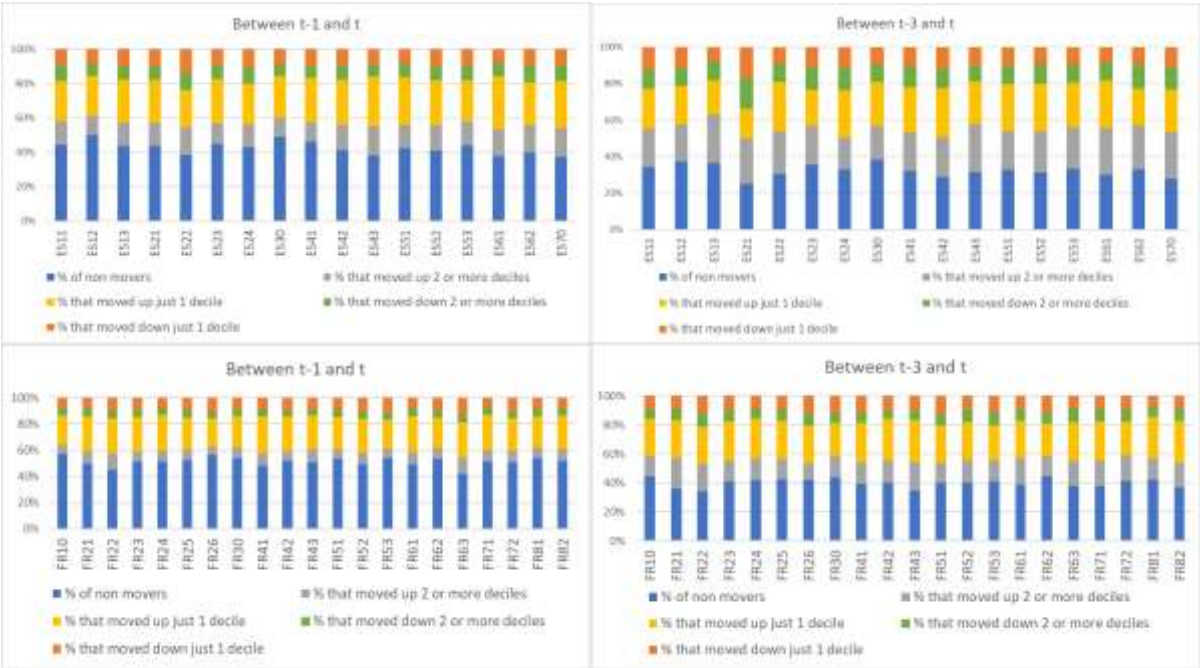 Between t-1 and t
100%
80%
60%
40%
20%
0%
ES11 ES12 ES13 ES21 ES22 ES23 ES24 ES30 ES41 ES42 ES43 ES51 ES52 ES53 ES61 ES62 ES70
% of non movers % that moved up 2 or more deciles
% that moved up just 1 decile % that moved down 2 or more deciles
% that moved down just 1 decile
Between t-3 and t
100%
80%
60%
40%
20%
0%
ES11 ES12 ES13 ES21 ES22 ES23 ES24 ES30 ES41 ES42 ES43 ES51 ES52 ES53 ES61 ES62 ES70
% of non movers % that moved up 2 or more deciles
% that moved up just 1 decile % that moved down 2 or more deciles
% that moved down just 1 decile
Between t-1 and t
100%
80%
60%
40%
20%
0%
FR10 FR21 FR22 FR23 FR24 FR25 FR26 FR30 FR41 FR42 FR43 FR51 FR52 FR53 FR61 FR62 FR63 FR71 FR72 FR81 FR82
% of non movers % that moved up 2 or more deciles
% that moved up just 1 decile % that moved down 2 or more deciles
% that moved down just 1 decile
Between t-3 and t
100%
80%
60%
40%
20%
0%
FR10 FR21 FR22 FR23 FR24 FR25 FR26 FR30 FR41 FR42 FR43 FR51 FR52 FR53 FR61 FR62 FR63 FR71 FR72 FR81 FR82
% of non movers % that moved up 2 or more deciles
% that moved up just 1 decile % that moved down 2 or more deciles
% that moved down just 1 decile